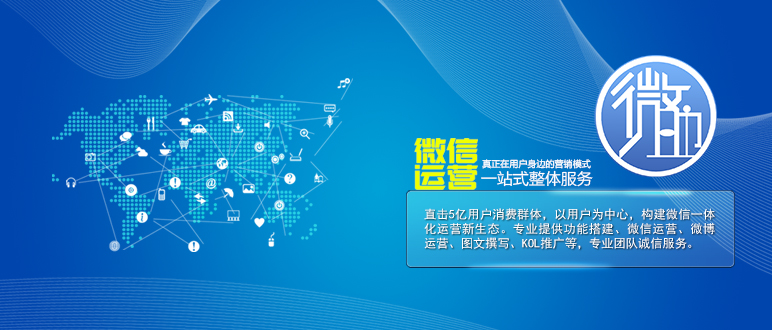 微信
运营
真正在用户身边的营销模式
一站式整体服务
直击5亿用户消费群体，以用户为中心，构建微信一体
化运营新生态。专业提供功能搭建、微信运营、微博
运营、图文撰写、KOL推广等，专业团队诚信服务。